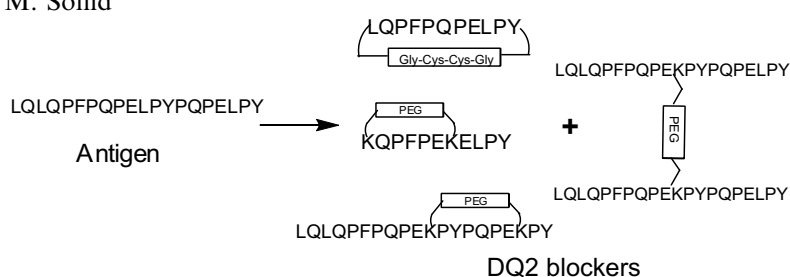 M. Sollid
LQPFPQPELPY
Gly-Cys-Cys-Gly
LQLQPFPQPEKPYPQPELPY
LQLQPFPQPELPYPQPELPY
PEG
KQPFPEKELPY
+
PEG
Antigen
LQLQPFPQPEKPYPQPELPY
PEG
LQLQPFPQPEKPYPQPEKPY
DQ2 blockers